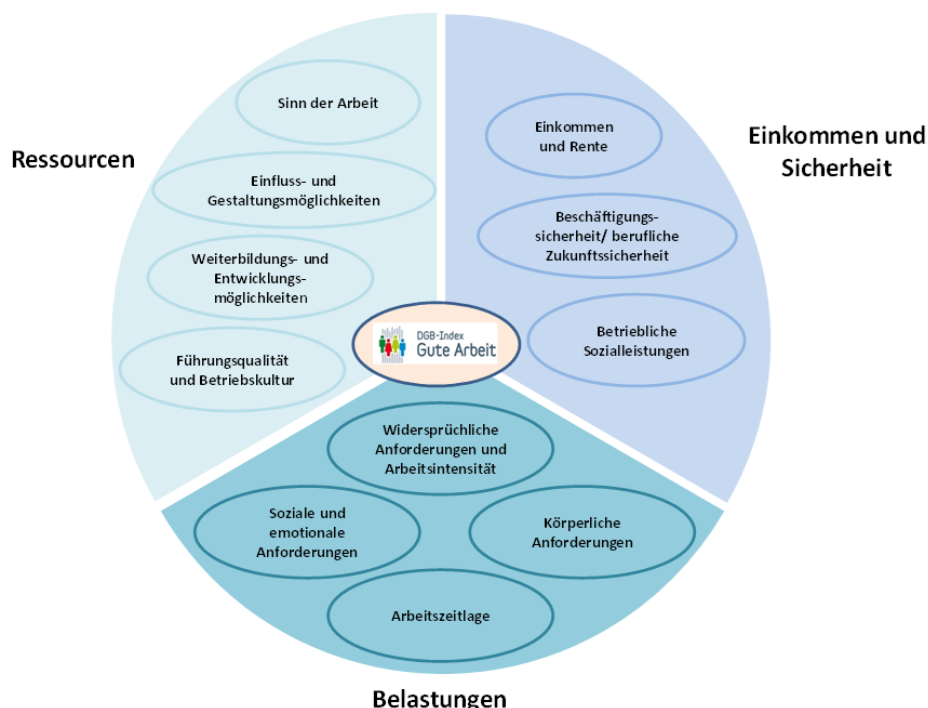 Ressourcen
Sinn der Arbeit
Einfluss- und
Gestaltungsmöglichkeiten
Weiterbildungs- und
Entwicklungs-
möglichkeiten
Führungsqualität
und Betriebskultur
Einkommen und
Sicherheit
Einkommen
und Rente
Beschäftigungs-
sicherheit/ berufliche
Zukunftssicherheit
Betriebliche
Sozialleistungen
DGB-Index
Gute Arbeit
Widersprüchliche
Anforderungen und
Arbeitsintensität
Soziale und
emotionale
Anforderungen
Körperliche
Anforderungen
Arbeitszeitlage
Belastungen